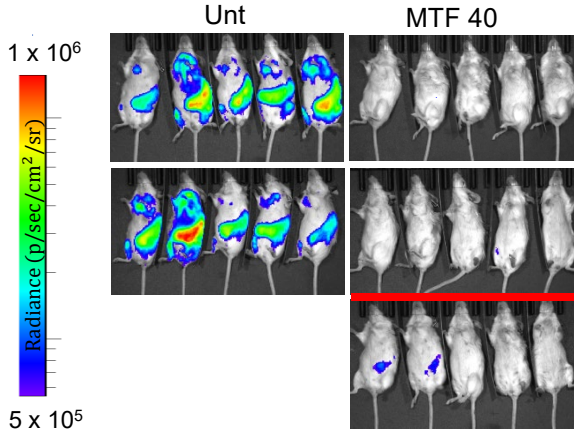 Unt
MTF 40
1 x 10⁶
Radiance (p/sec/cm²/sr)
5 x 10⁵